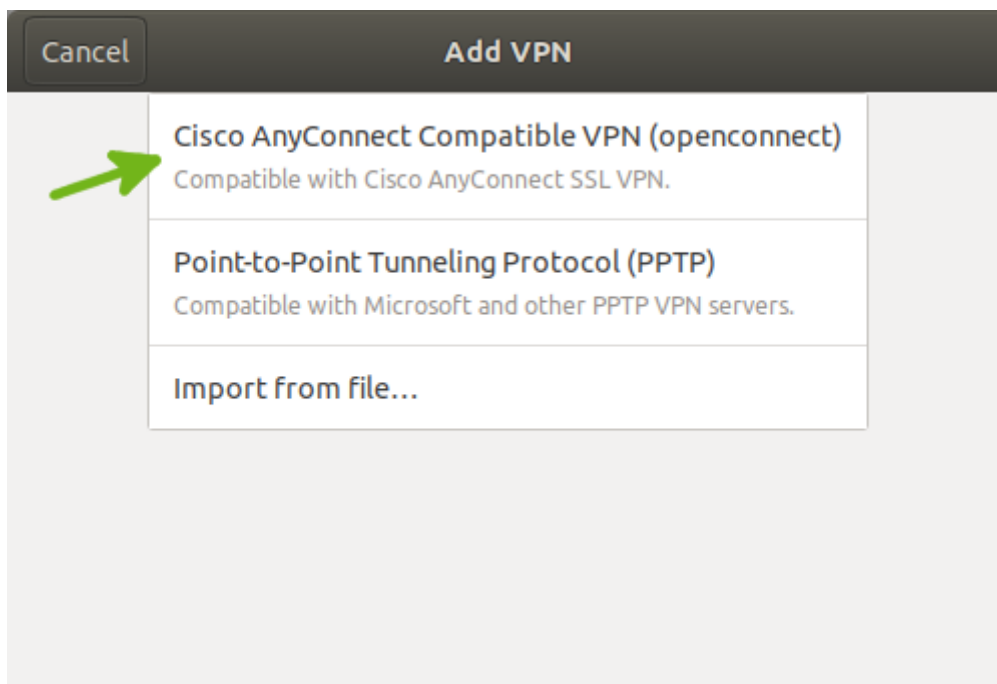 Cancel
Add VPN
Cisco AnyConnect Compatible VPN (openconnect)
Compatible with Cisco AnyConnect SSL VPN.
Point-to-Point Tunneling Protocol (PPTP)
Compatible with Microsoft and other PPTP VPN servers.
Import from file…